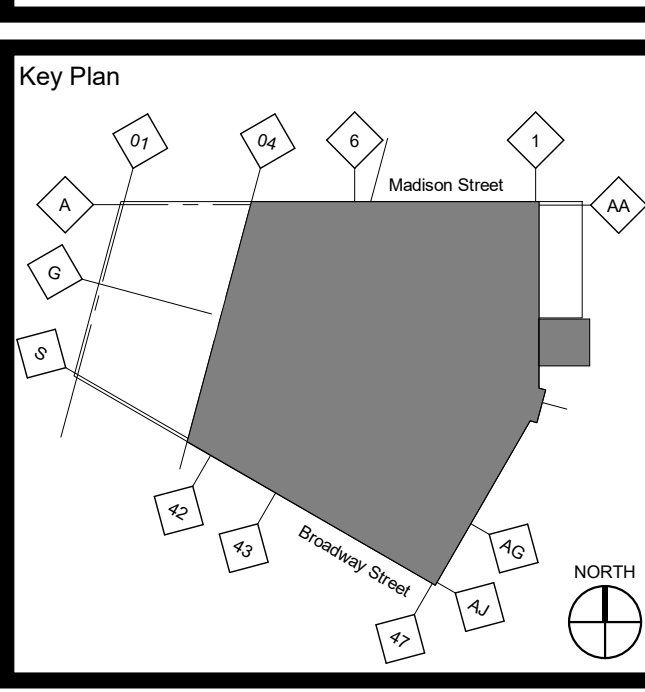 Key Plan
01
04
6
1
Madison Street
A
AA
G
S
42
43
Broadway Street
AG
NORTH
AJ
47